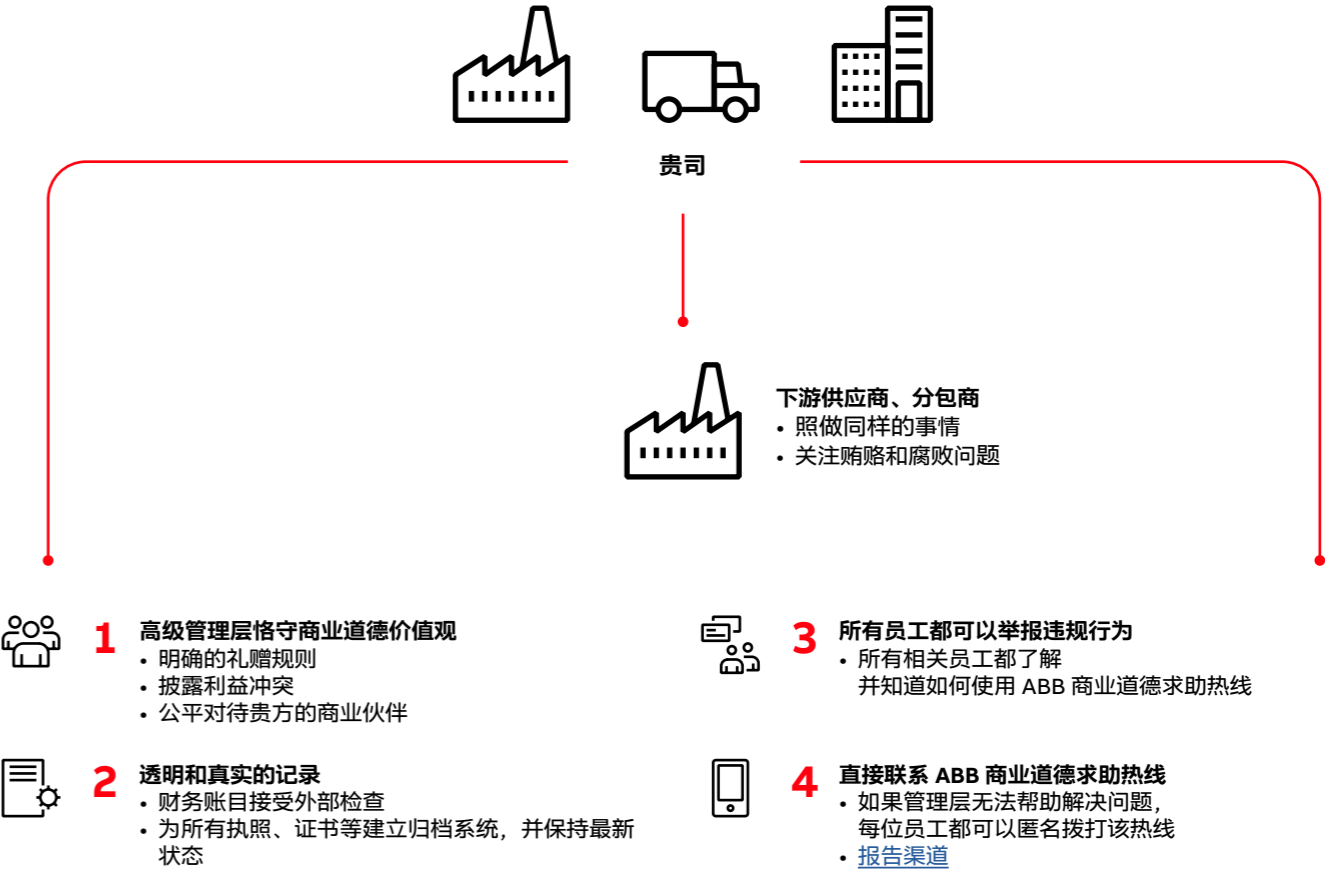 贵司
下游供应商、分包商
• 照做同样的事情
• 关注贿赂和腐败问题
1 高级管理层恪守商业道德价值观
• 明确的礼赠规则
• 披露利益冲突
• 公平对待贵方的商业伙伴
2 透明和真实的记录
• 财务账目接受外部检查
• 为所有执照、证书等建立归档系统，并保持最新
状态
3 所有员工都可以举报违规行为
• 所有相关员工都了解
并知道如何使用 ABB 商业道德求助热线
4 直接联系 ABB 商业道德求助热线
• 如果管理层无法帮助解决问题，
每位员工都可以匿名拨打该热线
• 报告渠道